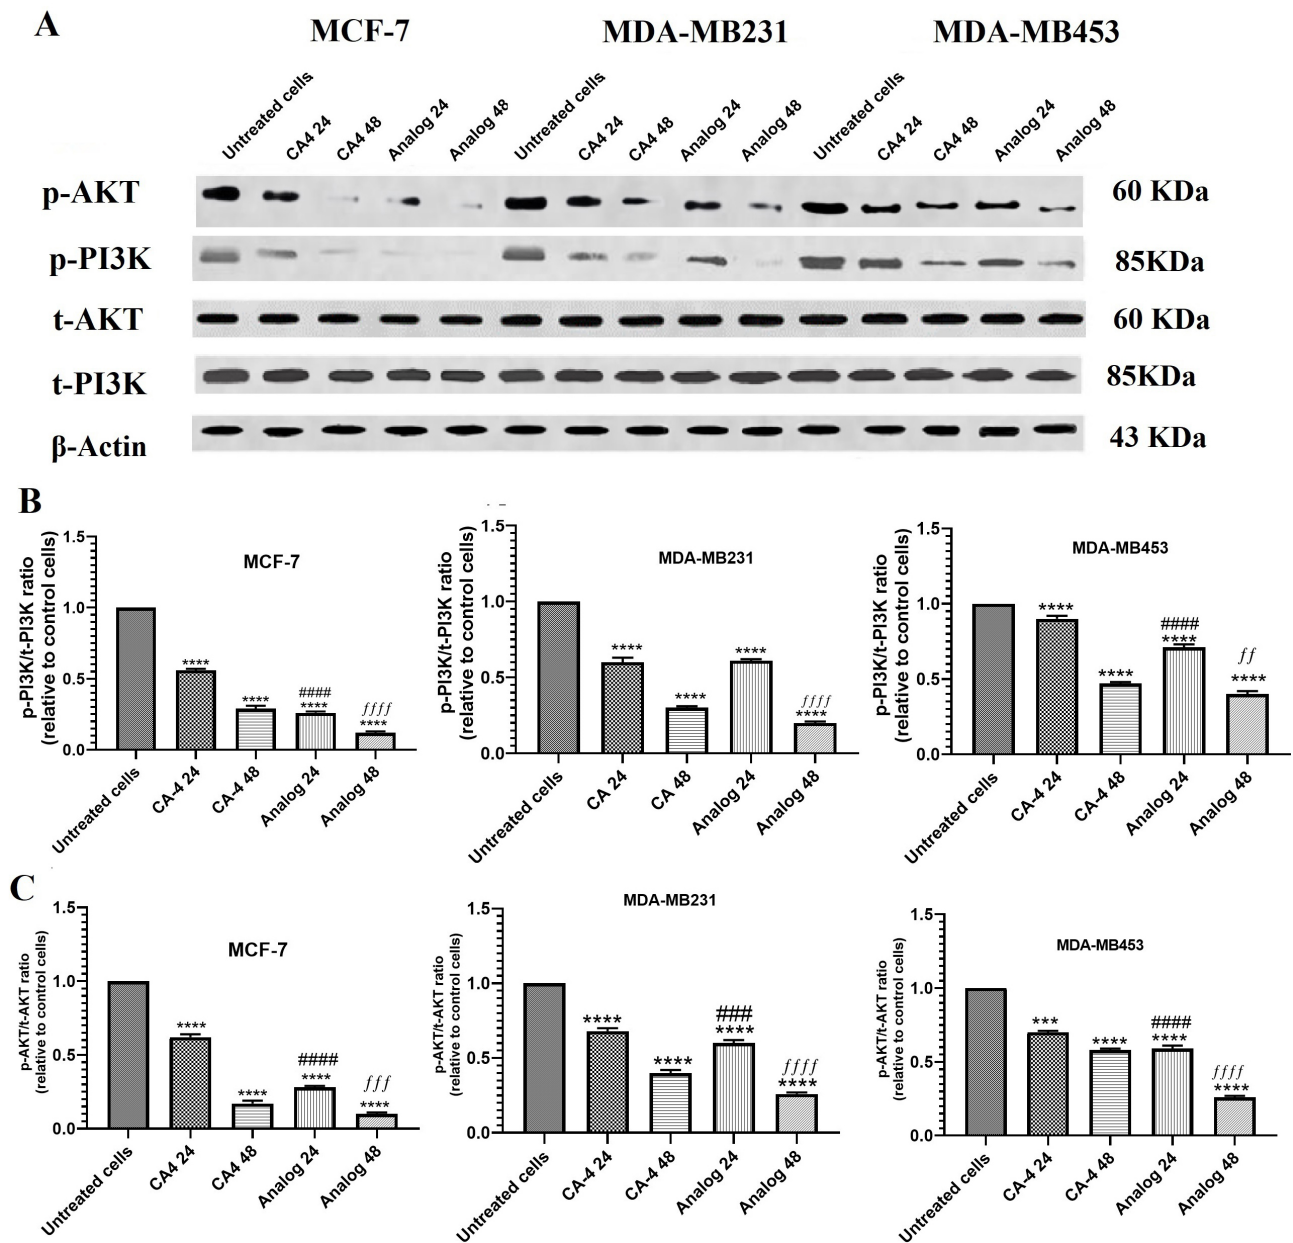 A
MCF-7
MDA-MB231
MDA-MB453
Untreated cells
CA4 24
CA4 48
Analog 24
Analog 48
Untreated cells
CA4 24
CA4 48
Analog 24
Analog 48
Untreated cells
CA4 24
CA4 48
Analog 24
Analog 48
p-AKT
60 KDa
p-PI3K
85KDa
t-AKT
60 KDa
t-PI3K
85KDa
β-Actin
43 KDa
B
p-PI3K/t-PI3K ratio
(relative to control cells)
1.5
1.0
0.5
0.0
MCF-7
****
****
####
****
ffff
****
Untreated cells
CA-4 24
CA-4 48
Analog 24
Analog 48
p-PI3K/t-PI3K ratio
(relative to control cells)
1.5
1.0
0.5
0.0
MDA-MB231
****
****
****
ffff
****
Untreated cells
CA 24
CA 48
Analog 24
Analog 48
p-PI3K/t-PI3K ratio
(relative to control cells)
1.5
1.0
0.5
0.0
MDA-MB453
****
****
####
****
ff
****
Untreated cells
CA-4 24
CA-4 48
Analog 24
Analog 48
C
p-AKT/t-AKT ratio
(relative to control cells)
1.5
1.0
0.5
0.0
MCF-7
****
****
####
****
fff
****
Untreated cells
CA4 24
CA4 48
Analog 24
Analog 48
p-AKT/t-AKT ratio
(relative to control cells)
1.5
1.0
0.5
0.0
MDA-MB231
****
****
###
****
ffff
****
Untreated cells
CA-4 24
CA-4 48
Analog 24
Analog 48
p-AKT/t-AKT ratio
(relative to control cells)
1.5
1.0
0.5
0.0
MDA-MB453
***
****
####
****
ffff
****
Untreated cells
CA-4 24
CA-4 48
Analog 24
Analog 48